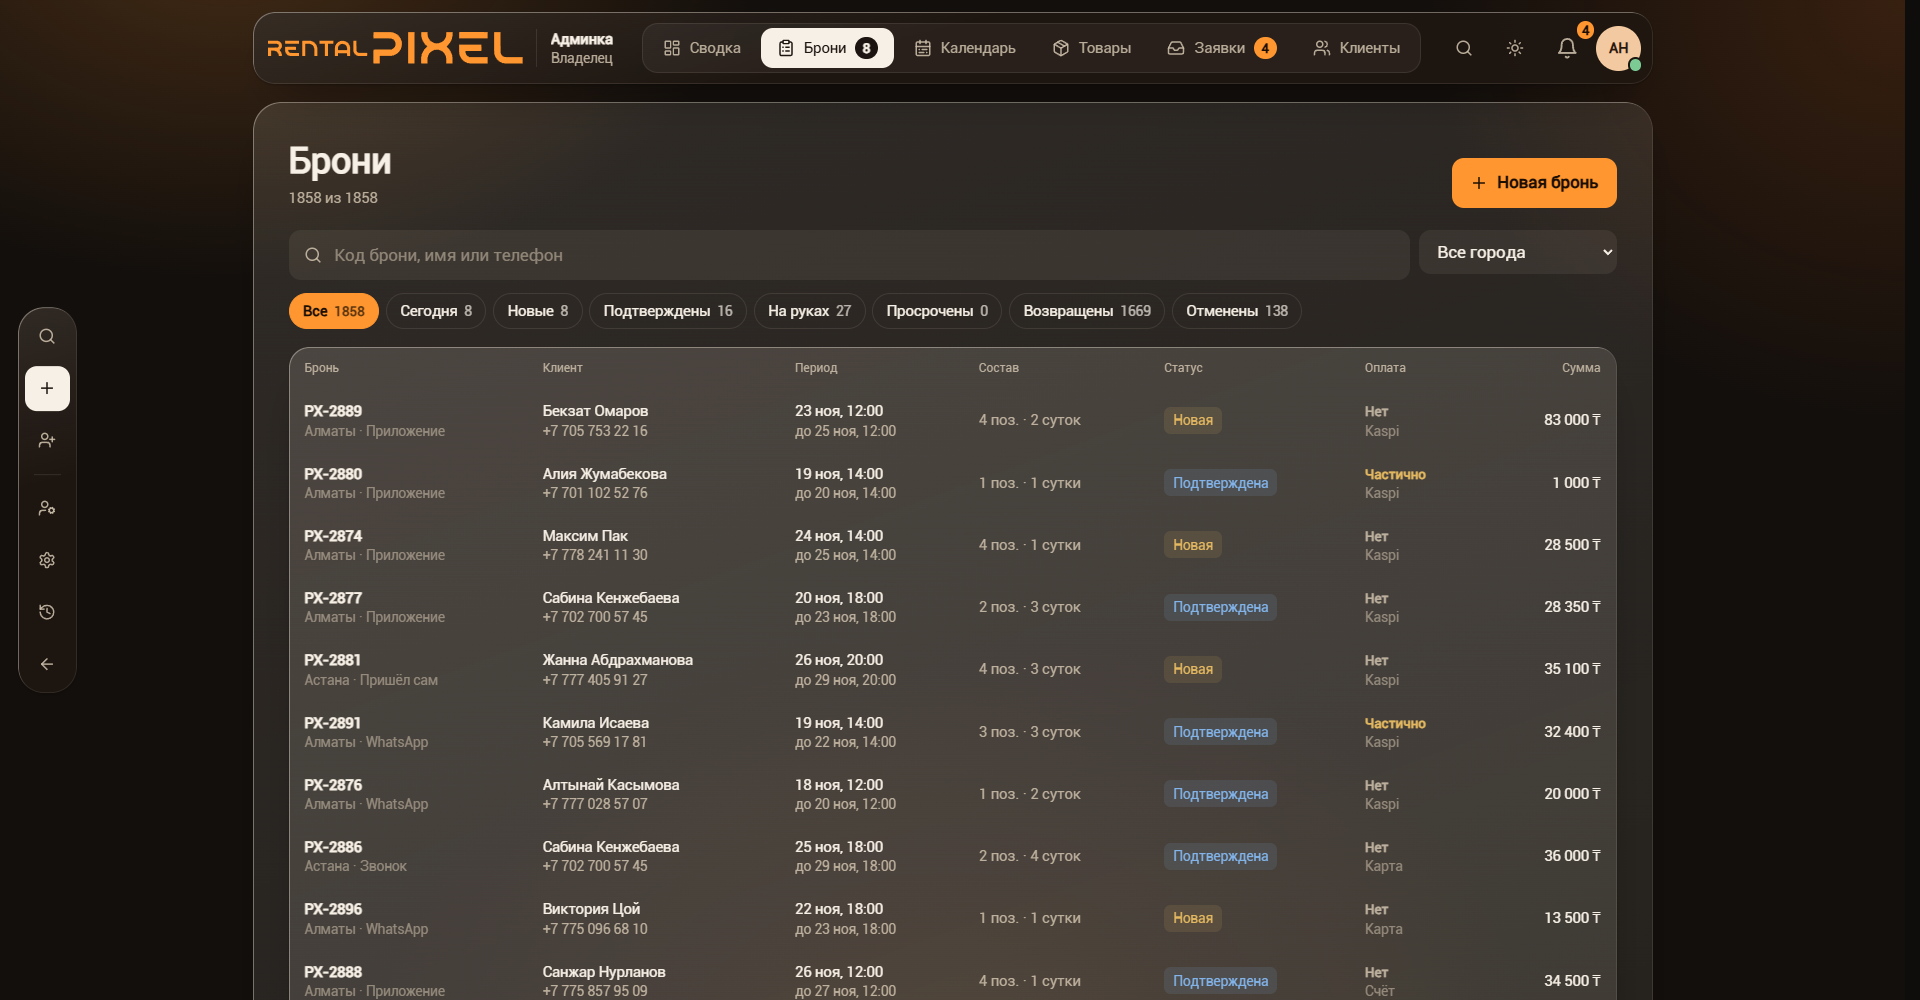 RENTAL PIXEL
Админка
Владелец
Сводка
Брони 8
Календарь
Товары
Заявки 4
Клиенты
4
АН
Брони
1858 из 1858
+ Новая бронь
Код брони, имя или телефон
Все города
Все 1858
Сегодня 8
Новые 8
Подтверждены 16
На руках 27
Просрочены 0
Возвращены 1669
Отменены 138
Бронь Клиент Период Состав Статус Оплата Сумма
PX-2889 Бекзат Омаров 23 ноя, 12:00 4 поз. · 2 суток Новая Нет 83 000 ₸
Алматы · Приложение +7 705 753 22 16 до 25 ноя, 12:00 Kaspi
PX-2880 Алия Жумабекова 19 ноя, 14:00 1 поз. · 1 сутки Подтверждена Частично 1 000 ₸
Алматы · Приложение +7 701 102 52 76 до 20 ноя, 14:00 Kaspi
PX-2874 Максим Пак 24 ноя, 14:00 4 поз. · 1 сутки Новая Нет 28 500 ₸
Алматы · Приложение +7 778 241 11 30 до 25 ноя, 14:00 Kaspi
PX-2877 Сабина Кенжебаева 20 ноя, 18:00 2 поз. · 3 суток Подтверждена Нет 28 350 ₸
Алматы · Приложение +7 702 700 57 45 до 23 ноя, 18:00 Kaspi
PX-2881 Жанна Абдрахманова 26 ноя, 20:00 4 поз. · 3 суток Новая Нет 35 100 ₸
Астана · Пришёл сам +7 777 405 91 27 до 29 ноя, 20:00 Kaspi
PX-2891 Камила Исаева 19 ноя, 14:00 3 поз. · 3 суток Подтверждена Частично 32 400 ₸
Алматы · WhatsApp +7 705 569 17 81 до 22 ноя, 14:00 Kaspi
PX-2876 Алтынай Касымова 18 ноя, 12:00 1 поз. · 2 суток Подтверждена Нет 20 000 ₸
Алматы · WhatsApp +7 777 028 57 07 до 20 ноя, 12:00 Kaspi
PX-2886 Сабина Кенжебаева 25 ноя, 18:00 2 поз. · 4 суток Подтверждена Нет 36 000 ₸
Астана · Звонок +7 702 700 57 45 до 29 ноя, 18:00 Карта
PX-2896 Виктория Цой 22 ноя, 18:00 1 поз. · 1 сутки Новая Нет 13 500 ₸
Алматы · WhatsApp +7 775 096 68 10 до 23 ноя, 18:00 Карта
PX-2888 Санжар Нурланов 26 ноя, 12:00 4 поз. · 1 сутки Подтверждена Нет 34 500 ₸
Алматы · Приложение +7 775 857 95 09 до 27 ноя, 12:00 Счёт